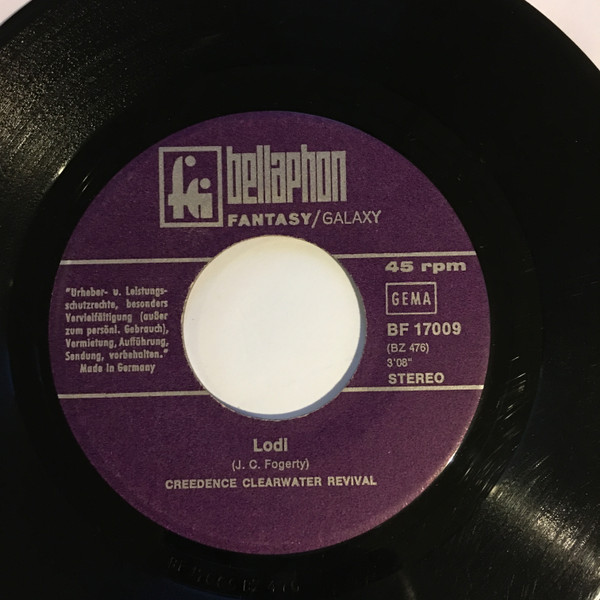 bellaphon
FANTASY/GALAXY
45 rpm
"Urheber- u. Leistungs-
schutzrechte, besonders
Vervielfältigung (außer
zum persönl. Gebrauch),
Vermietung, Aufführung,
Sendung, vorbehalten."
Made in Germany
GEMA
BF 17009
(BZ 476)
3'08"
STEREO
Lodi
(J. C. Fogerty)
CREEDENCE CLEARWATER REVIVAL